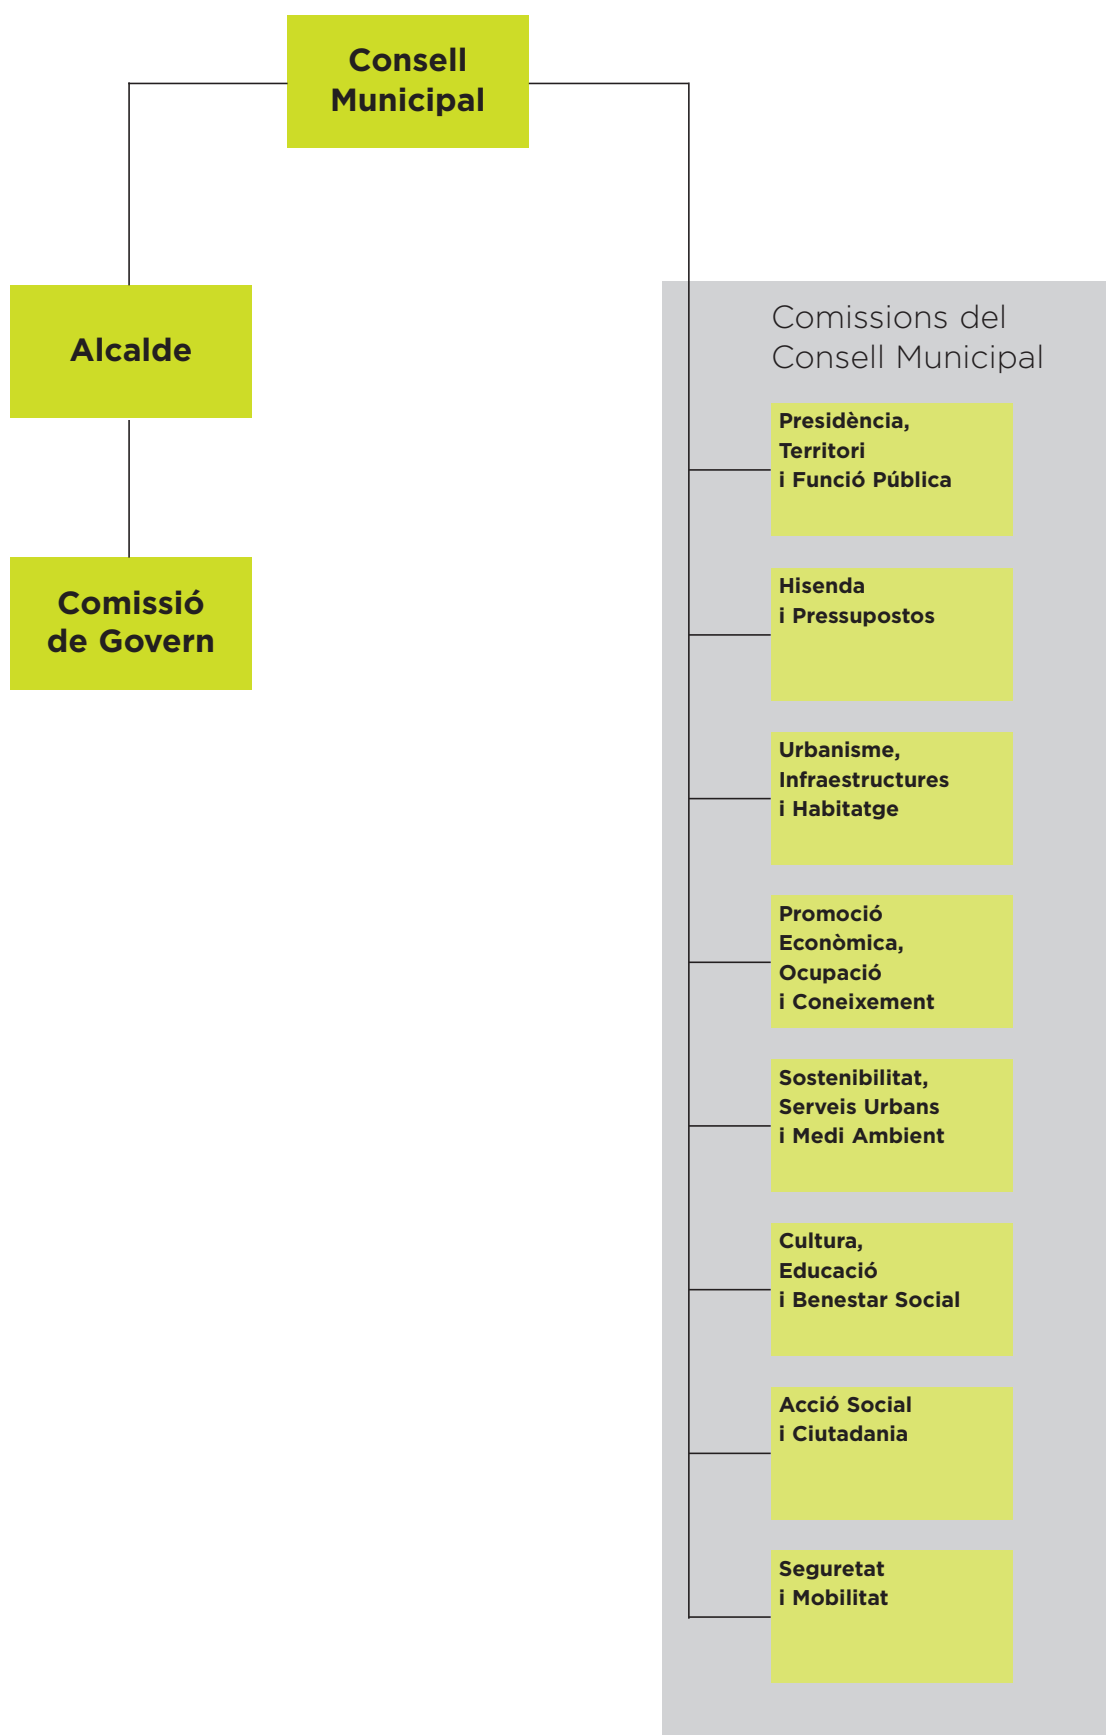 Consell
Municipal
Alcalde
Comissió
de Govern
Comissions del
Consell Municipal
Presidència,
Territori
i Funció Pública
Hisenda
i Pressupostos
Urbanisme,
Infraestructures
i Habitatge
Promoció
Econòmica,
Ocupació
i Coneixement
Sostenibilitat,
Serveis Urbans
i Medi Ambient
Cultura,
Educació
i Benestar Social
Acció Social
i Ciutadania
Seguretat
i Mobilitat